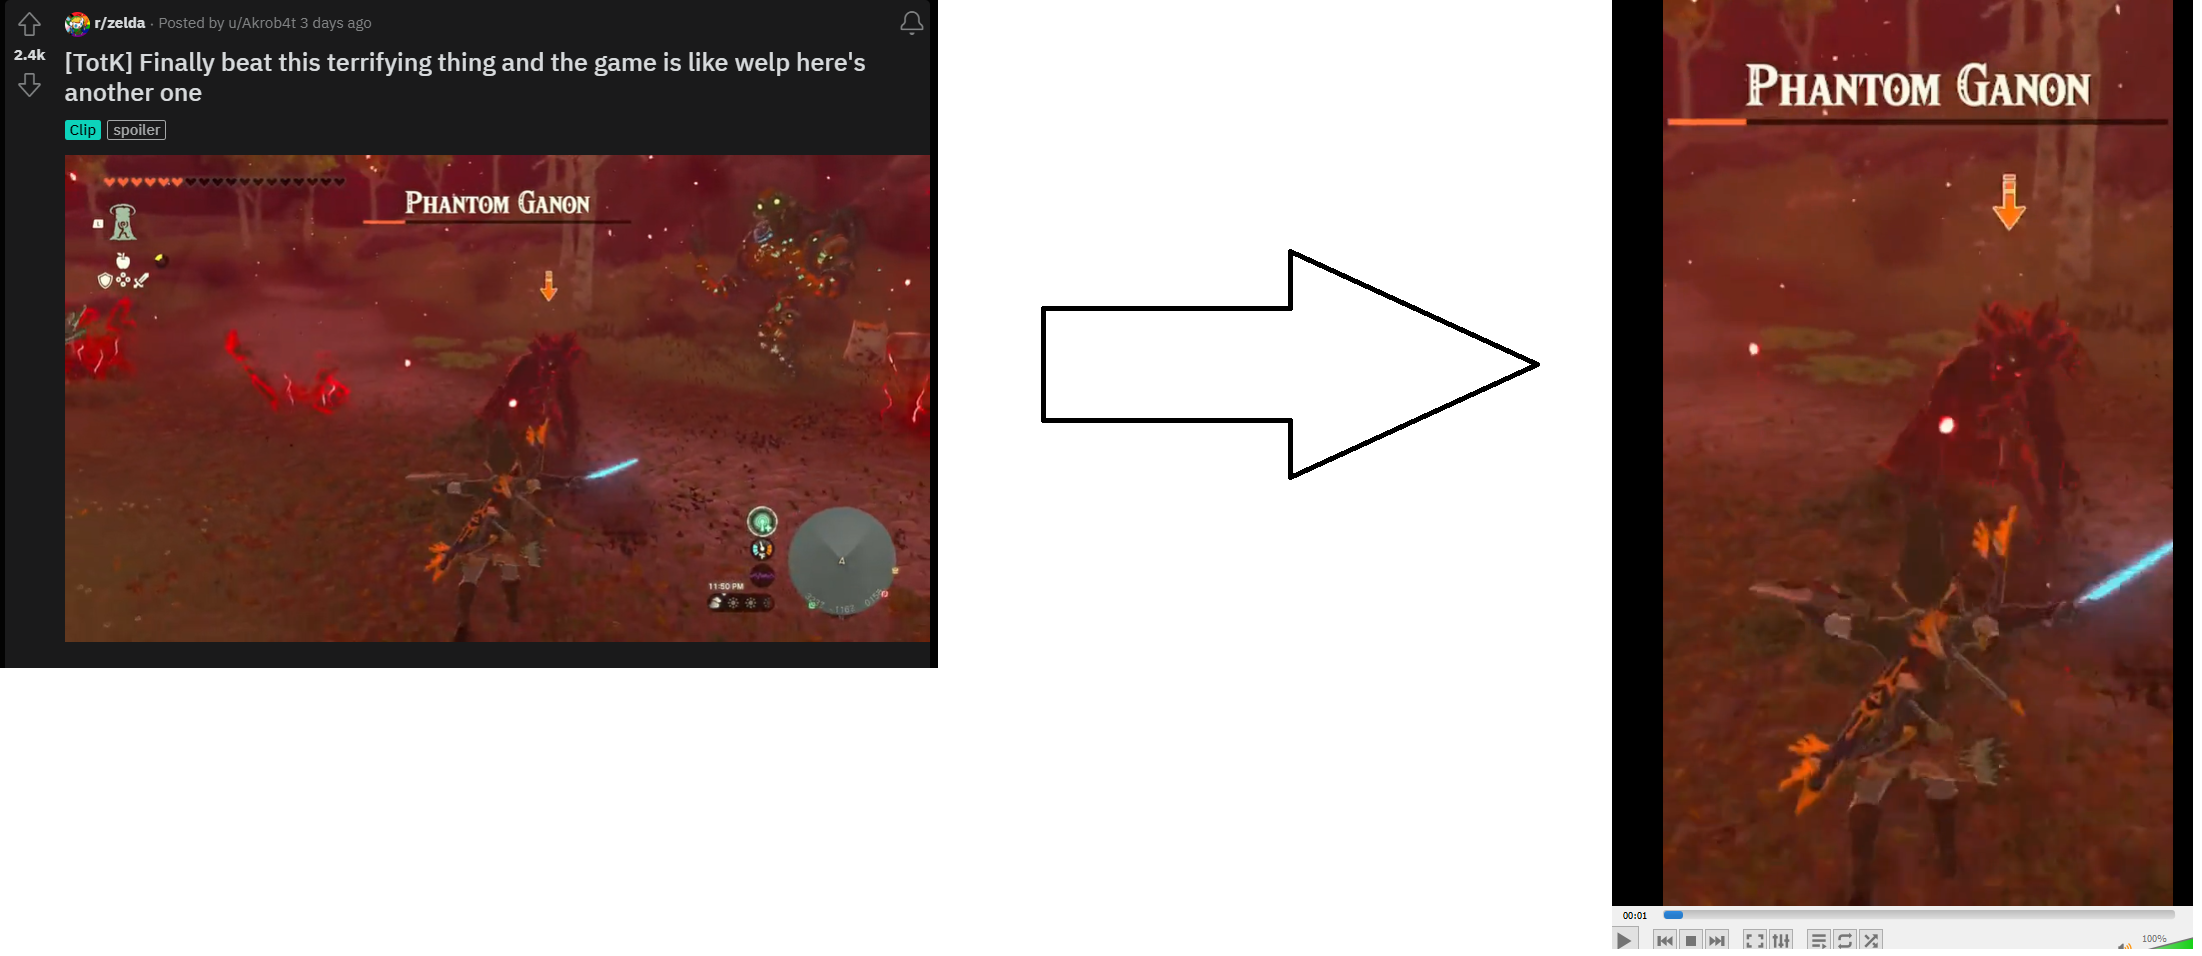 r/zelda · Posted by u/Akrob4t 3 days ago
2.4k
[TotK] Finally beat this terrifying thing and the game is like welp here's
another one
Clip spoiler
PHANTOM GANON
L
4
11:50 PM
PHANTOM GANON
00:01
100%